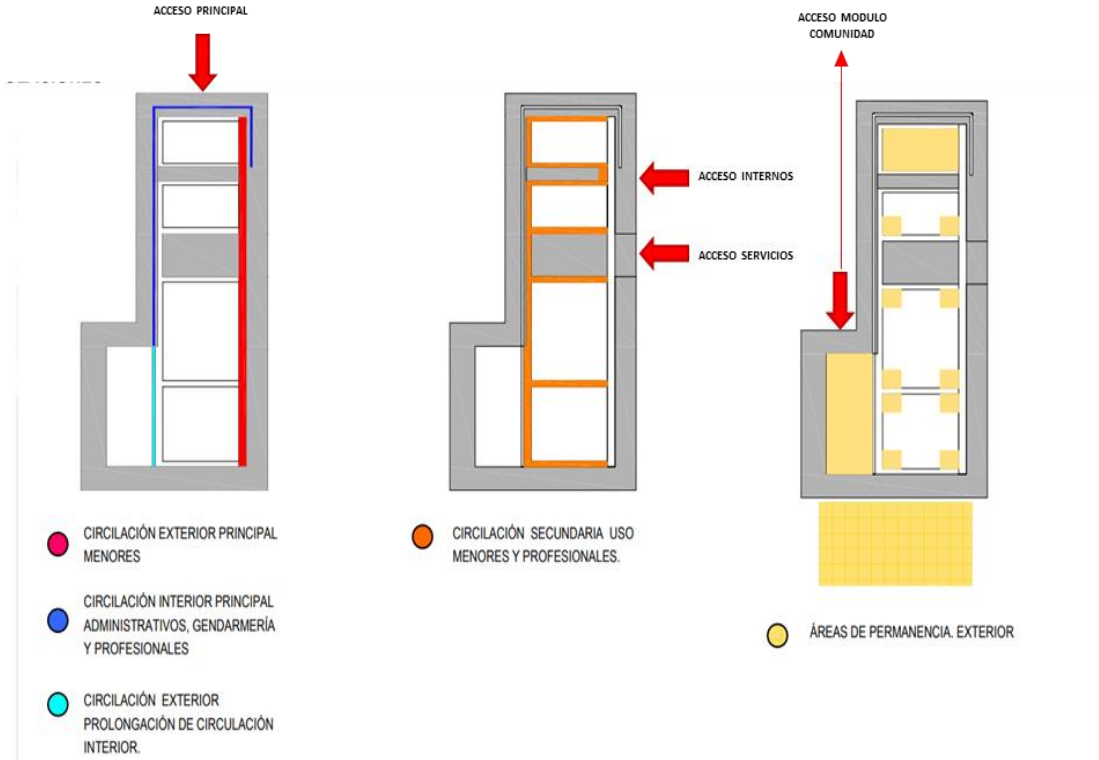 ACCESO PRINCIPAL
ACCESO MODULO
COMUNIDAD
ACCESO INTERNOS
ACCESO SERVICIOS
CIRCILACIÓN EXTERIOR PRINCIPAL
MENORES
CIRCILACIÓN INTERIOR PRINCIPAL
ADMINISTRATIVOS, GENDARMERÍA
Y PROFESIONALES
CIRCILACIÓN EXTERIOR
PROLONGACIÓN DE CIRCULACIÓN
INTERIOR.
CIRCILACIÓN SECUNDARIA USO
MENORES Y PROFESIONALES.
ÁREAS DE PERMANENCIA. EXTERIOR